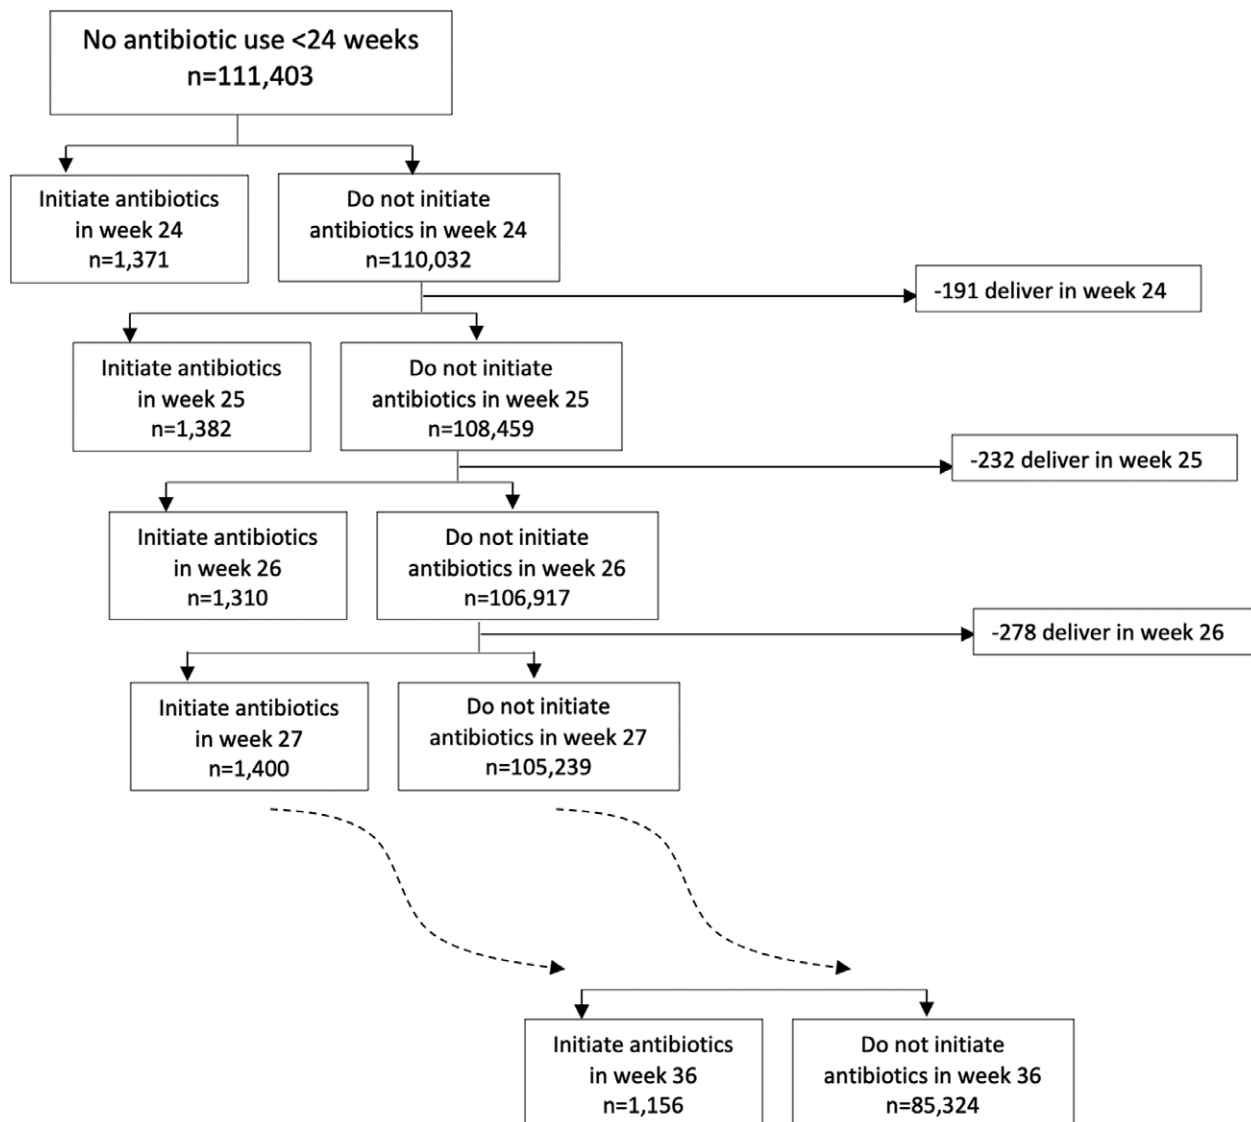 No antibiotic use <24 weeks
n=111,403
Initiate antibiotics
in week 24
n=1,371
Do not initiate
antibiotics in week 24
n=110,032
-191 deliver in week 24
Initiate antibiotics
in week 25
n=1,382
Do not initiate
antibiotics in week 25
n=108,459
-232 deliver in week 25
Initiate antibiotics
in week 26
n=1,310
Do not initiate
antibiotics in week 26
n=106,917
-278 deliver in week 26
Initiate antibiotics
in week 27
n=1,400
Do not initiate
antibiotics in week 27
n=105,239
Initiate antibiotics
in week 36
n=1,156
Do not initiate
antibiotics in week 36
n=85,324